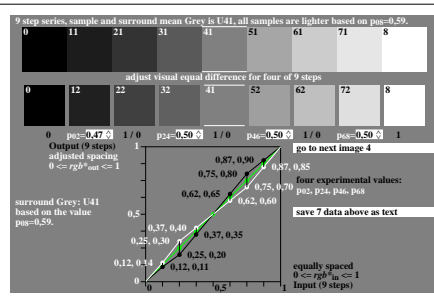 9 step series, sample and surround mean Grey is U41, all samples are lighter based on p08=0,59.
0 11 21 31 41 51 61 71 8
adjust visual equal difference for four of 9 steps
0 12 22 32 41 52 62 72 8
0 p02=0,47 1 / 0 p24=0,50 1 / 0 p46=0,50 1 / 0 p68=0,50 1
Output (9 steps)
adjusted spacing
0 <= rgb*out <= 1
surround Grey: U41
based on the value
p08=0,59.
1
0,5
0
0,87, 0,90
0,75, 0,80
0,62, 0,65
0,37, 0,40
0,25, 0,30
0,12, 0,14
0,87, 0,85
0,75, 0,70
0,62, 0,60
0,37, 0,35
0,25, 0,20
0,12, 0,11
0 0,5 1
go to next image 4
four experimental values:
p02, p24, p46, p68
save 7 data above as text
equally spaced
0 <= rgb*in <= 1
Input (9 steps)